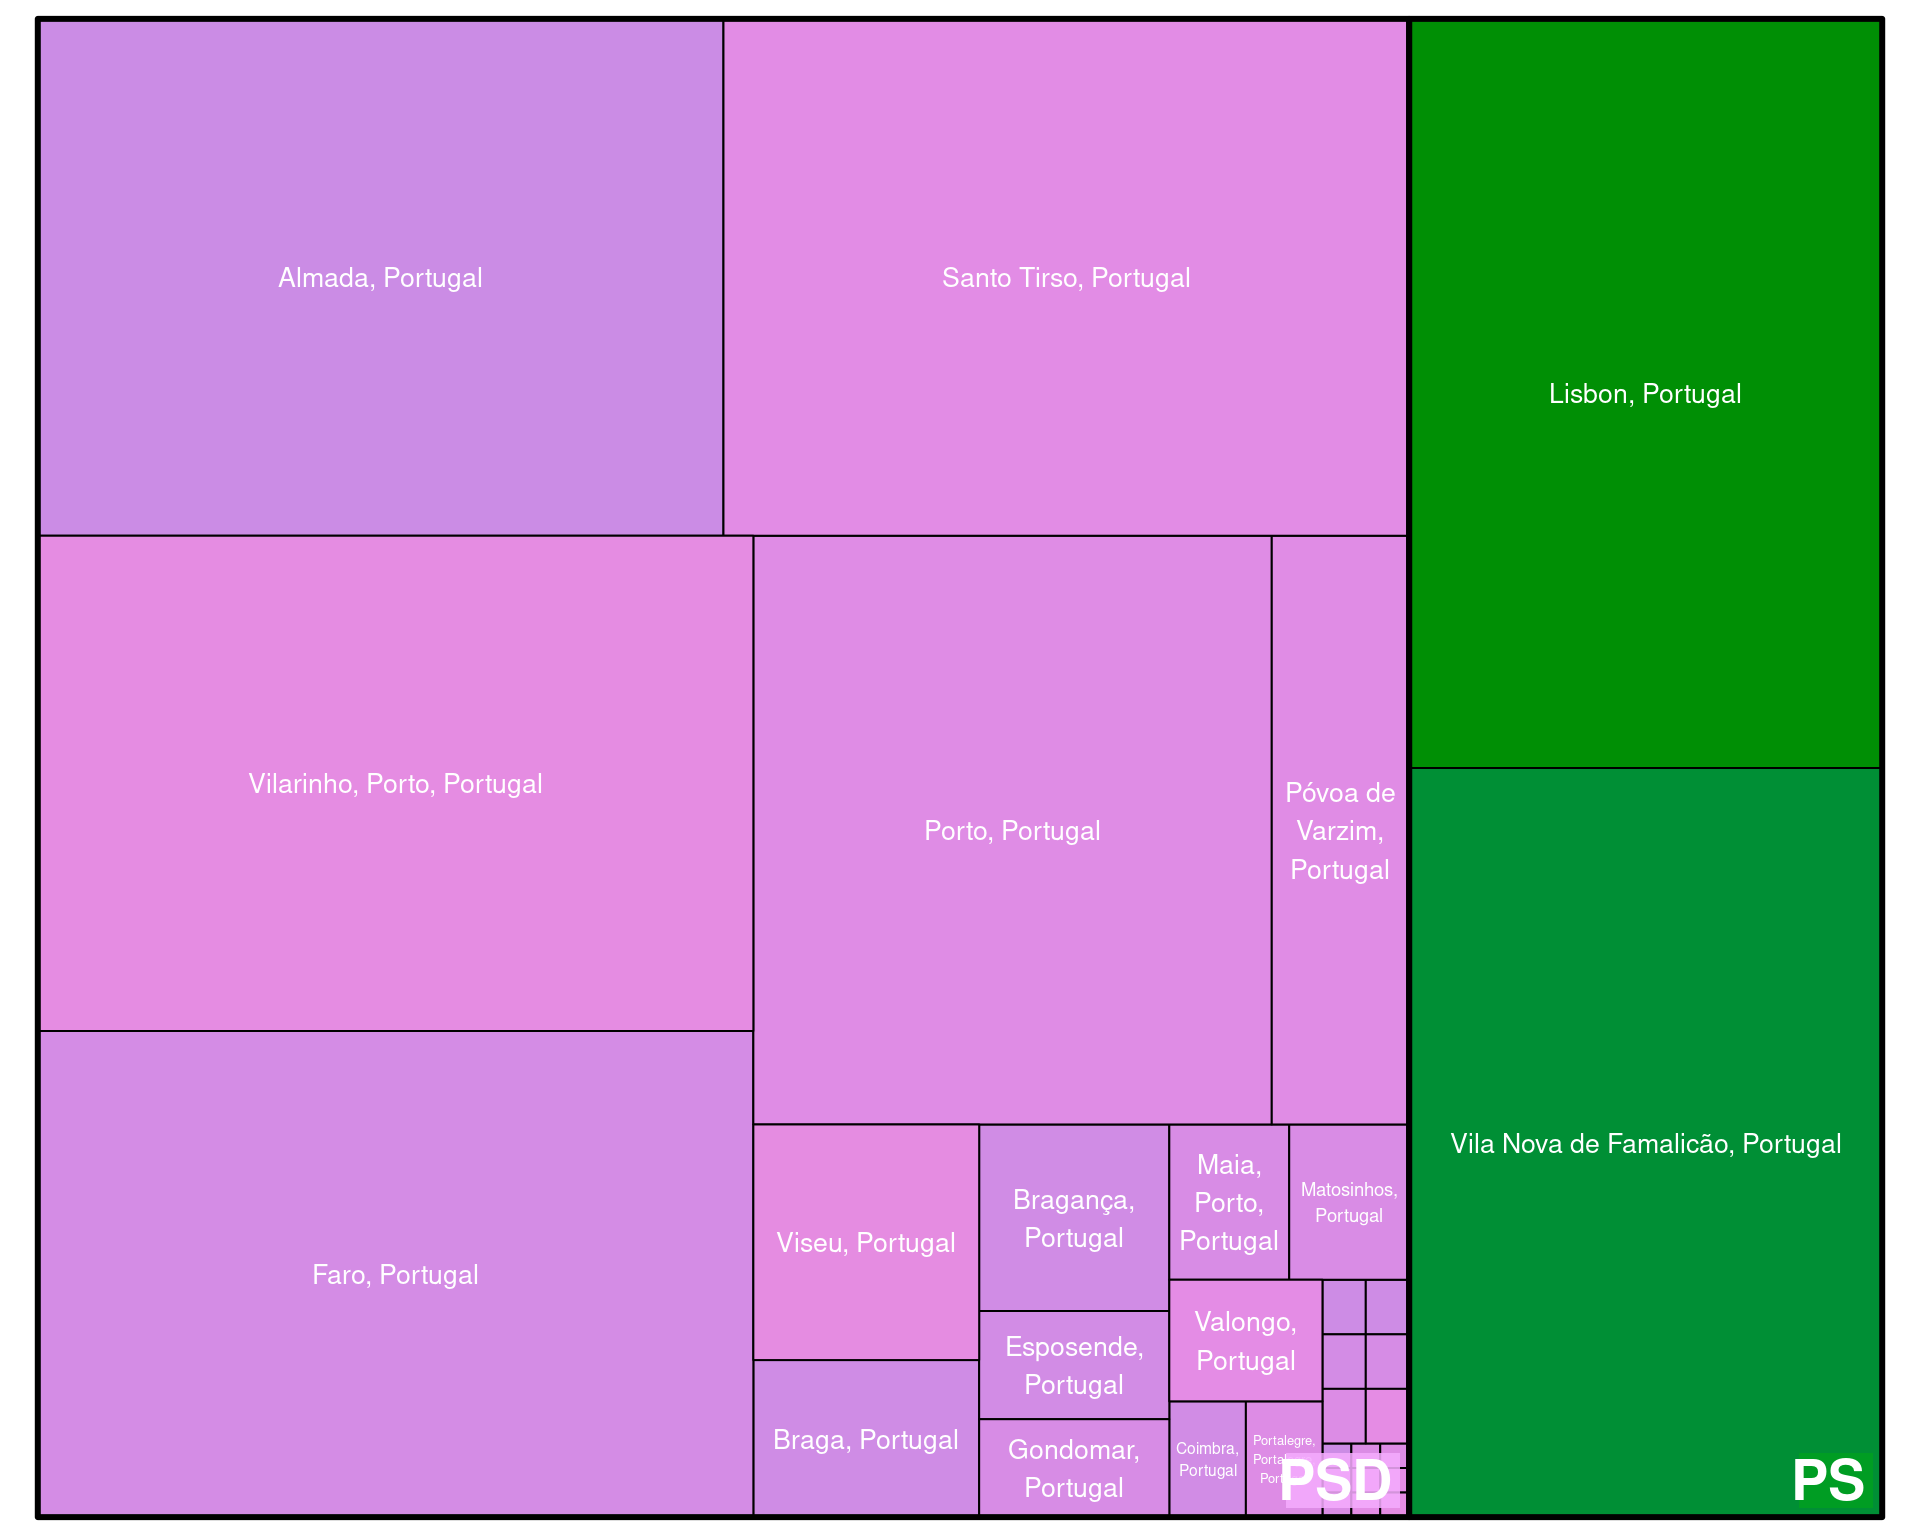 Almada, Portugal
Santo Tirso, Portugal
Lisbon, Portugal
Vilarinho, Porto, Portugal
Porto, Portugal
Póvoa de
Varzim,
Portugal
Vila Nova de Famalicão, Portugal
Faro, Portugal
Viseu, Portugal
Bragança,
Portugal
Maia,
Porto,
Portugal
Matosinhos,
Portugal
Esposende,
Portugal
Valongo,
Portugal
Braga, Portugal
Gondomar,
Portugal
Coimbra,
Portugal
Portalegre,
PSD
PS